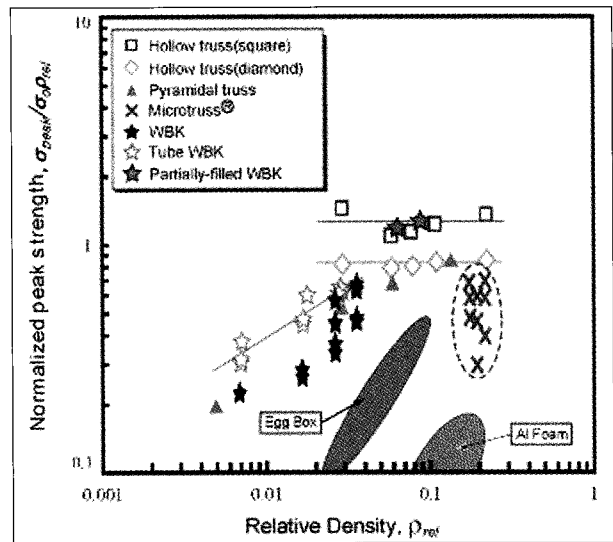 10
Hollow truss(square)
Hollow truss(diamond)
Pyramidal truss
Microtruss®
WBK
Tube WBK
Partially-filled WBK
Normalized peak strength, σpeak/σoρrel
1
0.1
Egg Box
Al Foam
0.001
0.01
0.1
1
Relative Density, ρrel